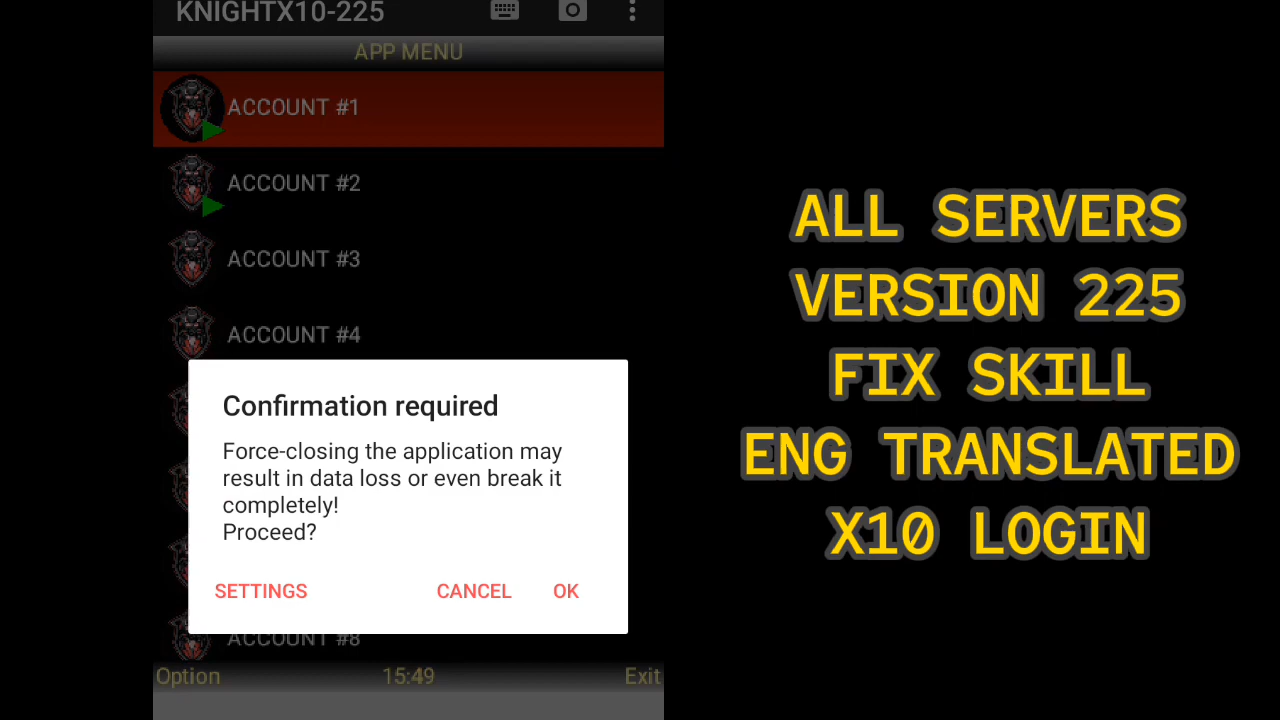 KNIGHTX10-225
APP MENU
ACCOUNT #1
ACCOUNT #2
ACCOUNT #3
ACCOUNT #4
Confirmation required
Force-closing the application may
result in data loss or even break it
completely!
Proceed?
SETTINGS
CANCEL
OK
ACCOUNT #8
Option
15:49
Exit
ALL SERVERS
VERSION 225
FIX SKILL
ENG TRANSLATED
X10 LOGIN